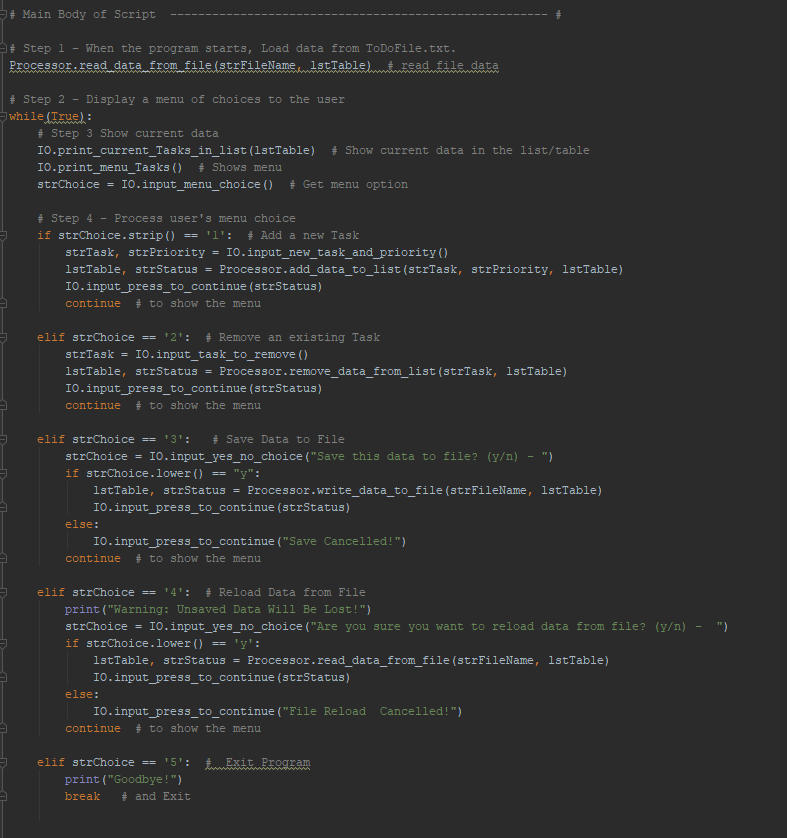 # Main Body of Script  ------------------------------------------------------ #
# Step 1 - When the program starts, Load data from ToDoFile.txt.
Processor.read_data_from_file(strFileName, lstTable)  # read file data
# Step 2 - Display a menu of choices to the user
while(True):
    # Step 3 Show current data
    IO.print_current_Tasks_in_list(lstTable)  # Show current data in the list/table
    IO.print_menu_Tasks()  # Shows menu
    strChoice = IO.input_menu_choice()  # Get menu option
    # Step 4 - Process user's menu choice
    if strChoice.strip() == '1':  # Add a new Task
        strTask, strPriority = IO.input_new_task_and_priority()
        lstTable, strStatus = Processor.add_data_to_list(strTask, strPriority, lstTable)
        IO.input_press_to_continue(strStatus)
        continue  # to show the menu
    elif strChoice == '2':  # Remove an existing Task
        strTask = IO.input_task_to_remove()
        lstTable, strStatus = Processor.remove_data_from_list(strTask, lstTable)
        IO.input_press_to_continue(strStatus)
        continue  # to show the menu
    elif strChoice == '3':   # Save Data to File
        strChoice = IO.input_yes_no_choice("Save this data to file? (y/n) - ")
        if strChoice.lower() == "y":
            lstTable, strStatus = Processor.write_data_to_file(strFileName, lstTable)
            IO.input_press_to_continue(strStatus)
        else:
            IO.input_press_to_continue("Save Cancelled!")
        continue  # to show the menu
    elif strChoice == '4':  # Reload Data from File
        print("Warning: Unsaved Data Will Be Lost!")
        strChoice = IO.input_yes_no_choice("Are you sure you want to reload data from file? (y/n) -  ")
        if strChoice.lower() == 'y':
            lstTable, strStatus = Processor.read_data_from_file(strFileName, lstTable)
            IO.input_press_to_continue(strStatus)
        else:
            IO.input_press_to_continue("File Reload  Cancelled!")
        continue  # to show the menu
    elif strChoice == '5':  #  Exit Program
        print("Goodbye!")
        break   # and Exit